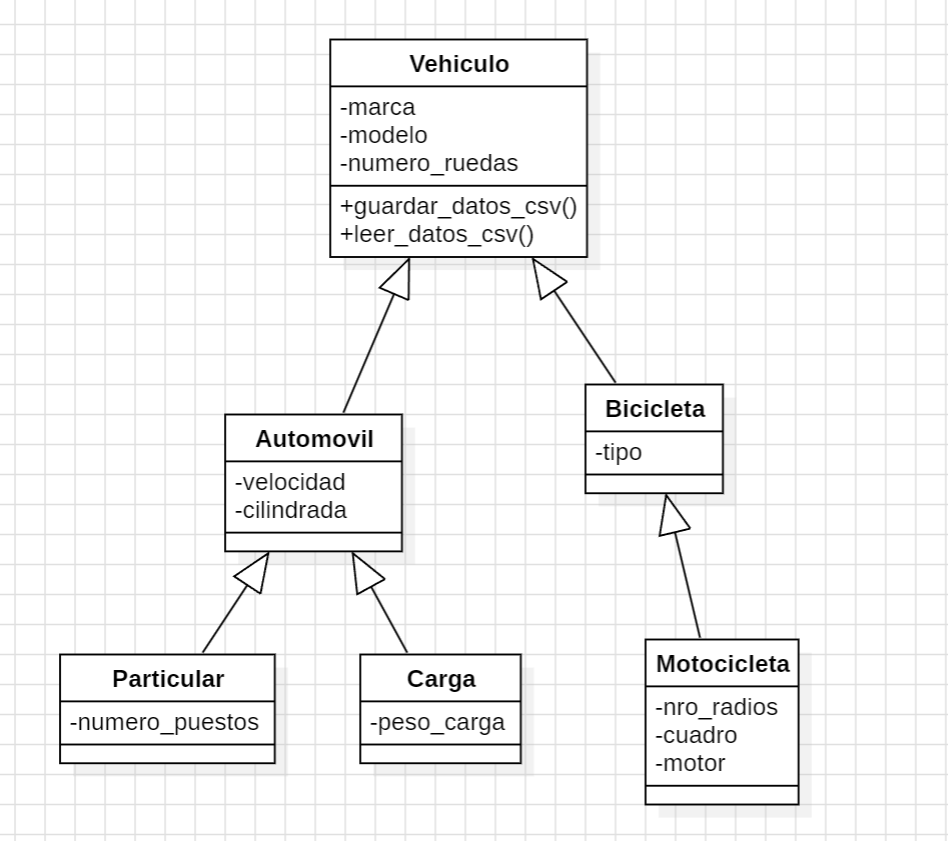 Vehiculo
-marca
-modelo
-numero_ruedas
+guardar_datos_csv()
+leer_datos_csv()
Automovil
-velocidad
-cilindrada
Bicicleta
-tipo
Particular
-numero_puestos
Carga
-peso_carga
Motocicleta
-nro_radios
-cuadro
-motor